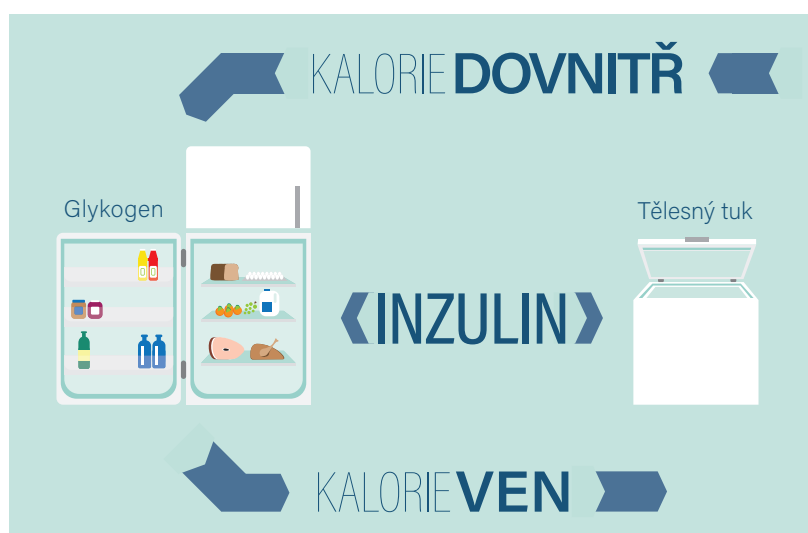 KALORIE DOVNITŘ
Glykogen
Tělesný tuk
INZULIN
KALORIE VEN